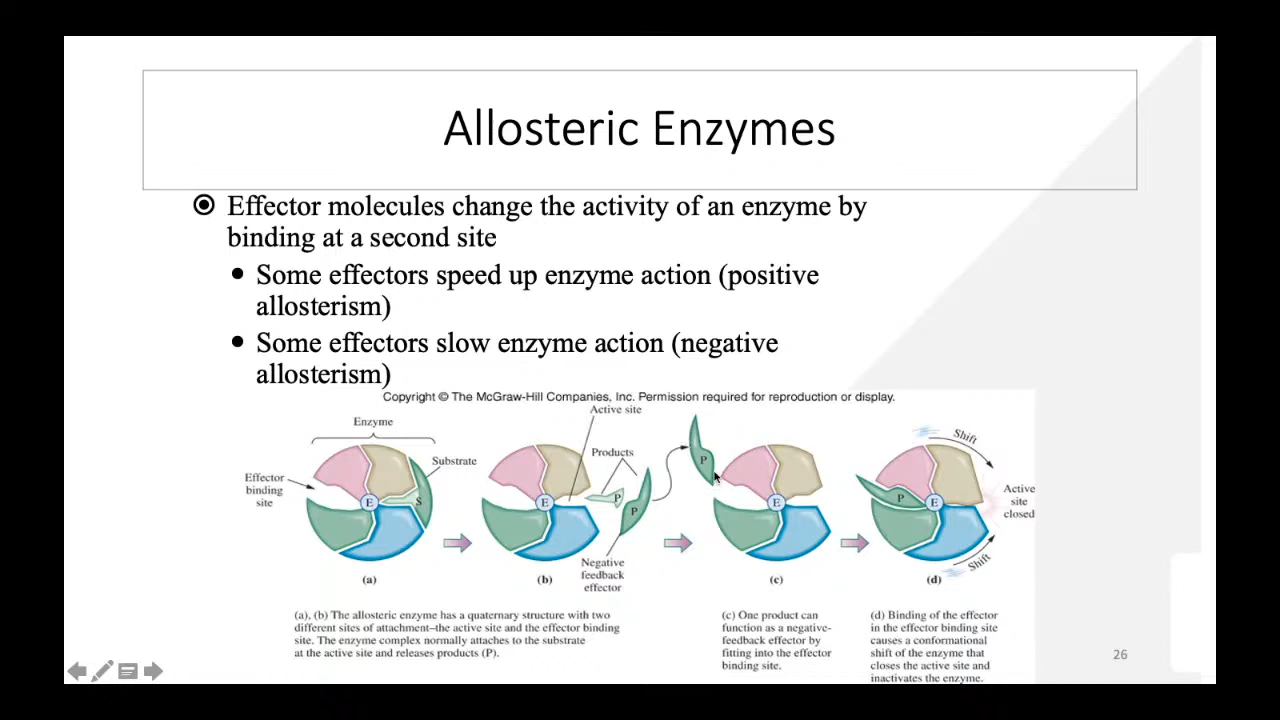 Allosteric Enzymes
Effector molecules change the activity of an enzyme by
binding at a second site
Some effectors speed up enzyme action (positive
allosterism)
Some effectors slow enzyme action (negative
allosterism)
Copyright © The McGraw-Hill Companies, Inc. Permission required for reproduction or display.
Enzyme
Substrate
Effector
binding
site
E
S
(a)
Active site
Products
E
P
P
Negative
feedback
effector
(b)
P
E
(c)
Shift
P
E
Active
site
closed
Shift
(d)
(a), (b) The allosteric enzyme has a quaternary structure with two
different sites of attachment–the active site and the effector binding
site. The enzyme complex normally attaches to the substrate
at the active site and releases products (P).
(c) One product can
function as a negative-
feedback effector by
fitting into the effector
binding site.
(d) Binding of the effector
in the effector binding site
causes a conformational
shift of the enzyme that
closes the active site and
inactivates the enzyme.
26